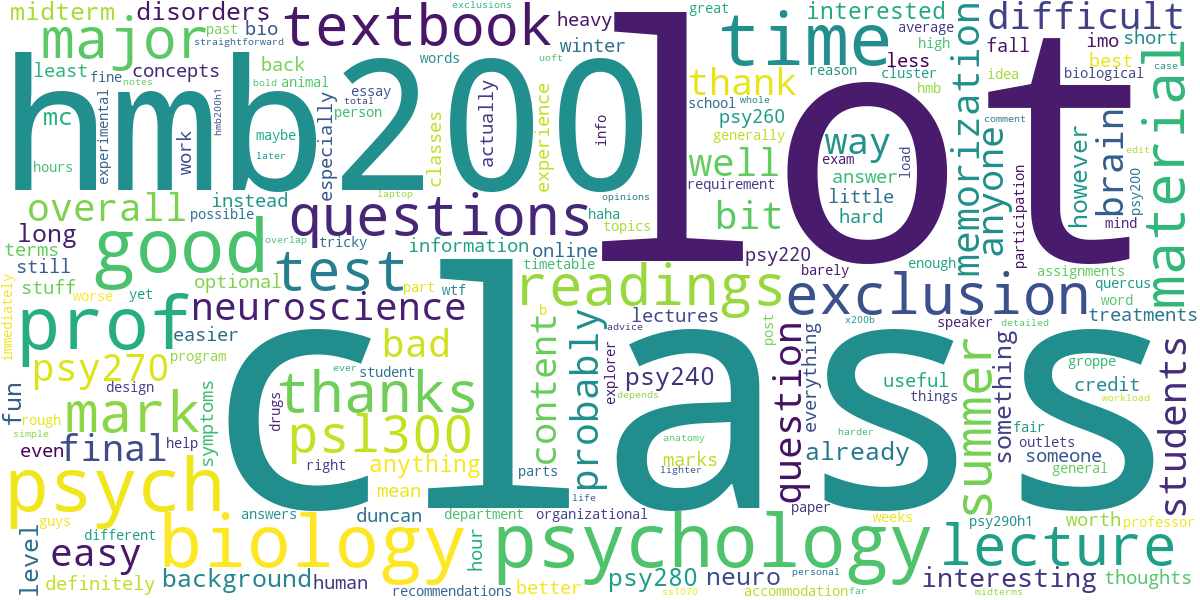 midterm
disorders
textbook
exclusions
heavy
great
interested
difficult
major
past
bio
straightforward
winter
words
uoft
time
average
high
fall
imo
short
least
fine
concepts
back
bold
animal
notes
hmb200
lot
mc
experimental
work
hmb200h1
maybe
later
essay
person
total
especially
actually
classes
experience
info
thank
school
whole
reason
less
cluster
hmb
idea
best
biological
case
comment
material
memorization
anyone
participation
however
brain
psy200
edit
mind
psy260
generally
well
requirement
way
exam
answer
little
hard
load
hours
overall
instead
possible
laptop
questions
opinions
haha
topics
bit
long
terms
still
stuff
good
overlap
tricky
information
online
psy220
barely
enough
assignments
quercus
word
treatments
immediately
worse
yet
optional
test
part
wtf
timetable
readings
exclusion
prof
easier
neuroscience
b
lectures
advice
post
x200b
speaker
detailed
psy270
program
bad
class
content
probably
explorer
psy240
depends
question
everything
summer
something
groppe
credit
workload
students
fun
design
mark
symptoms
ever
student
thanks
drugs
psl300
useful
things
rough
simple
even
final
help
right
anything
mean
anatomy
marks
lighter
harder
already
fair
outlets
someone
general
psych
parts
life
paper
weeks
guys
answers
duncan
department
organizational
psy290h1
worth
professor
level
different
easy
biology
hour
psychology
lecture
definitely
background
human
recommendations
better
psy280
ss1070
neuro
personal
accommodation
far
interesting
midterms
thoughts